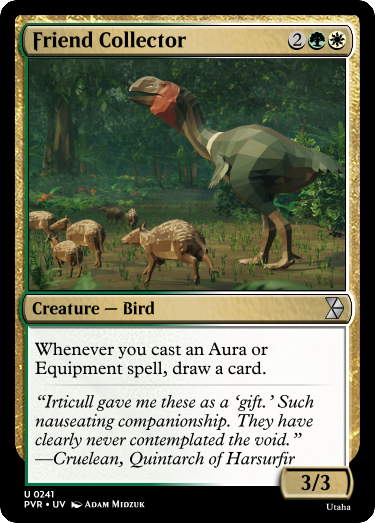 Friend Collector 2
Creature — Bird
Whenever you cast an Aura or
Equipment spell, draw a card.
“Irticull gave me these as a ‘gift.’ Such
nauseating companionship. They have
clearly never contemplated the void.”
—Cruelean, Quintarch of Harsurfir
3/3
U 0241
PVR • UV Adam Midzuk
Utaha